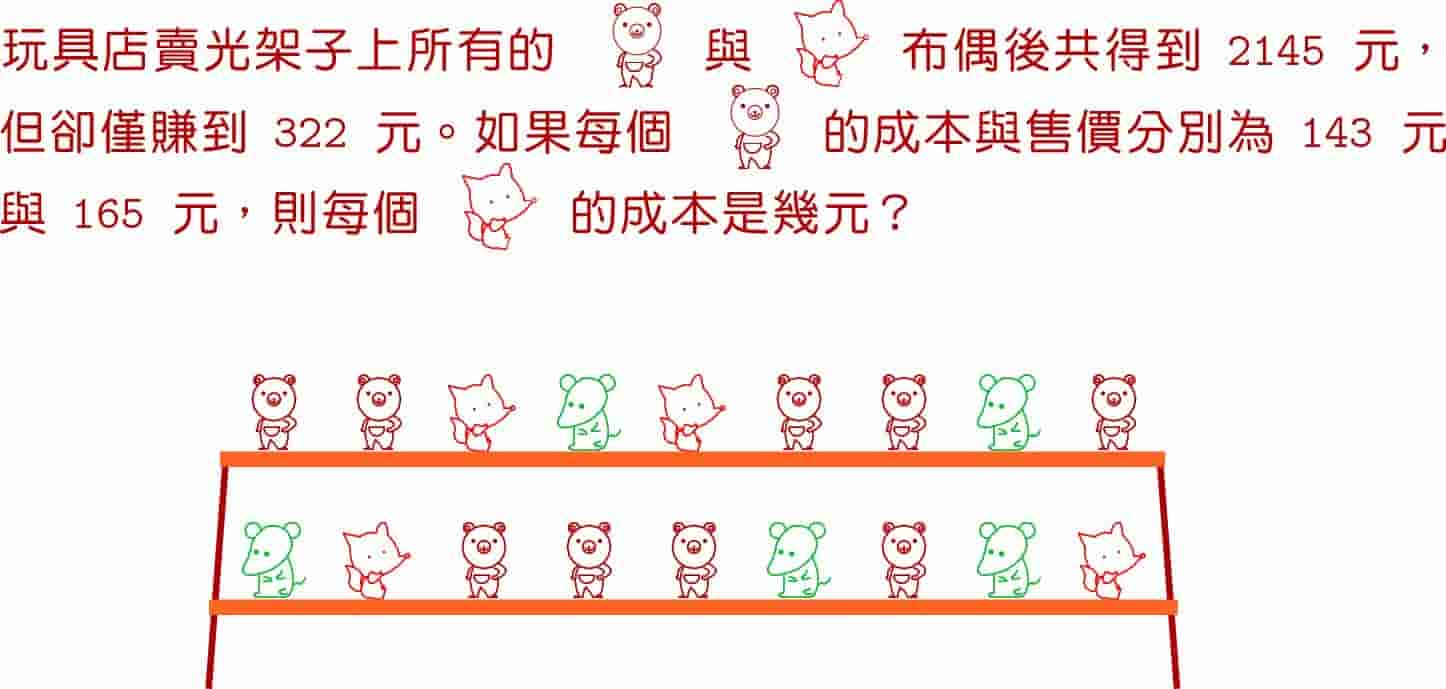 玩具店賣光架子上所有的 與 布偶後共得到 2145 元，
但卻僅賺到 322 元。如果每個 的成本與售價分別為 143 元
與 165 元，則每個 的成本是幾元？